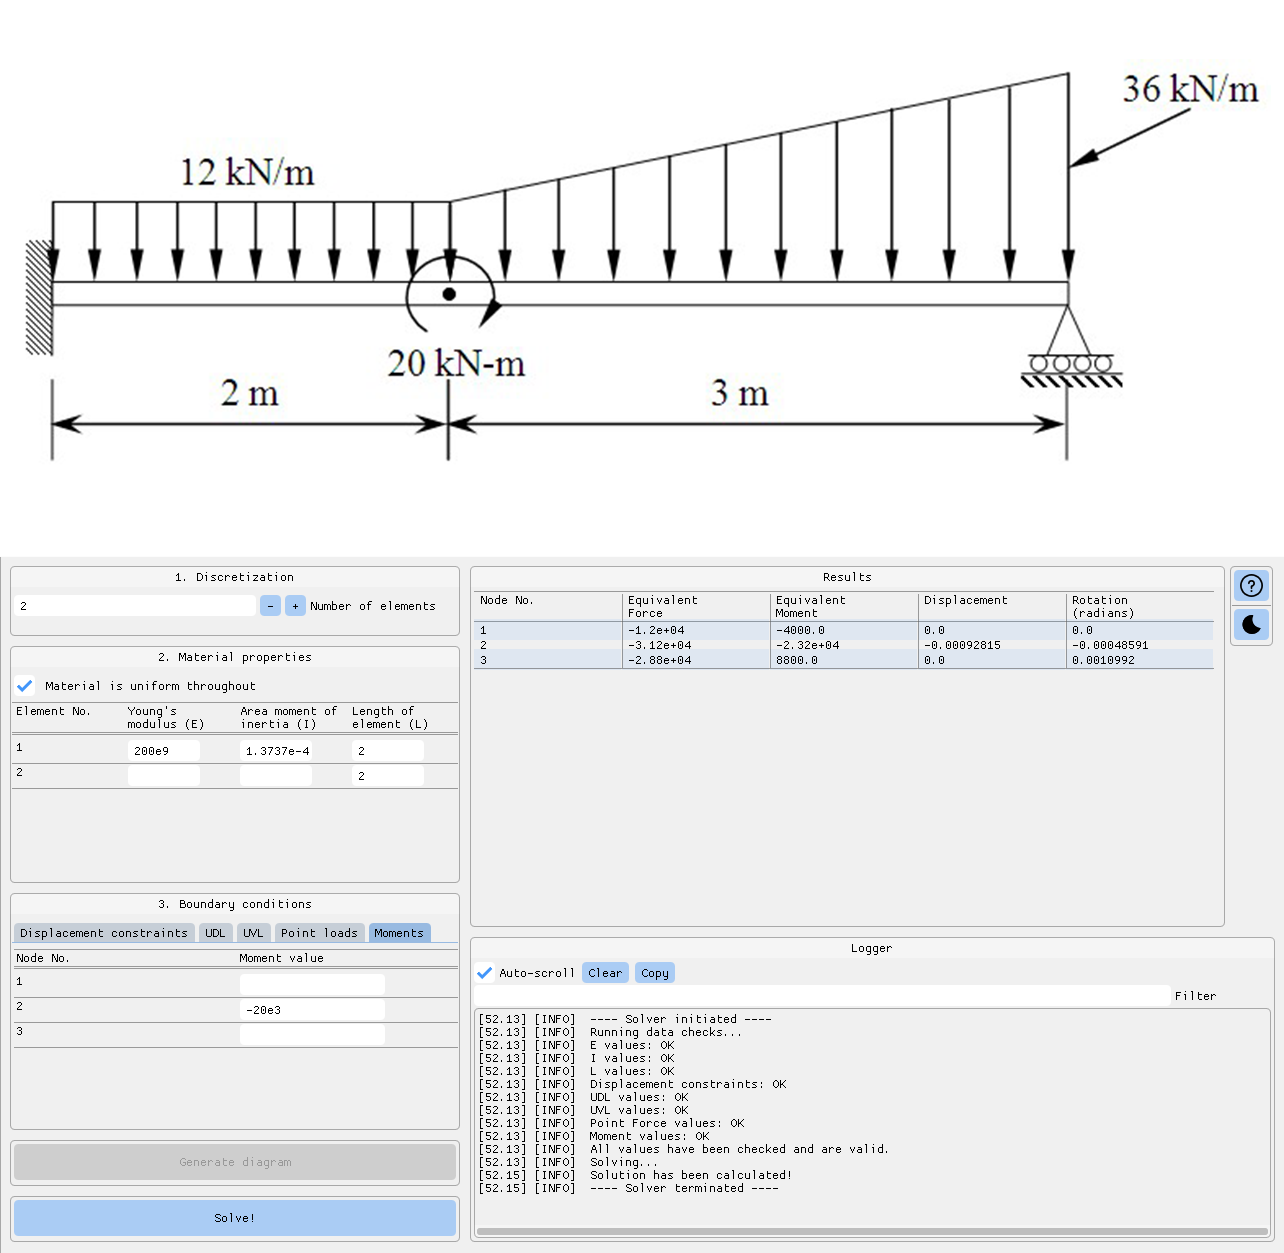 36 kN/m
12 kN/m
20 kN-m
2 m
3 m
1. Discretization
2 - + Number of elements
2. Material properties
Material is uniform throughout
Element No. Young's modulus (E) Area moment of inertia (I) Length of element (L)
1 200e9 1.3737e-4 2
2 2
3. Boundary conditions
Displacement constraints UDL UVL Point loads Moments
Node No. Moment value
1
2 -20e3
3
Generate diagram
Solve!
Results
Node No. Equivalent Force Equivalent Moment Displacement Rotation (radians)
1 -1.2e+04 -4000.0 0.0 0.0
2 -3.12e+04 -2.32e+04 -0.00092815 -0.00048591
3 -2.88e+04 8800.0 0.0 0.0010992
?
Logger
Auto-scroll Clear Copy
Filter
[52.13] [INFO] ---- Solver initiated ----
[52.13] [INFO] Running data checks...
[52.13] [INFO] E values: OK
[52.13] [INFO] I values: OK
[52.13] [INFO] L values: OK
[52.13] [INFO] Displacement constraints: OK
[52.13] [INFO] UDL values: OK
[52.13] [INFO] UVL values: OK
[52.13] [INFO] Point Force values: OK
[52.13] [INFO] Moment values: OK
[52.13] [INFO] All values have been checked and are valid.
[52.13] [INFO] Solving...
[52.15] [INFO] Solution has been calculated!
[52.15] [INFO] ---- Solver terminated ----